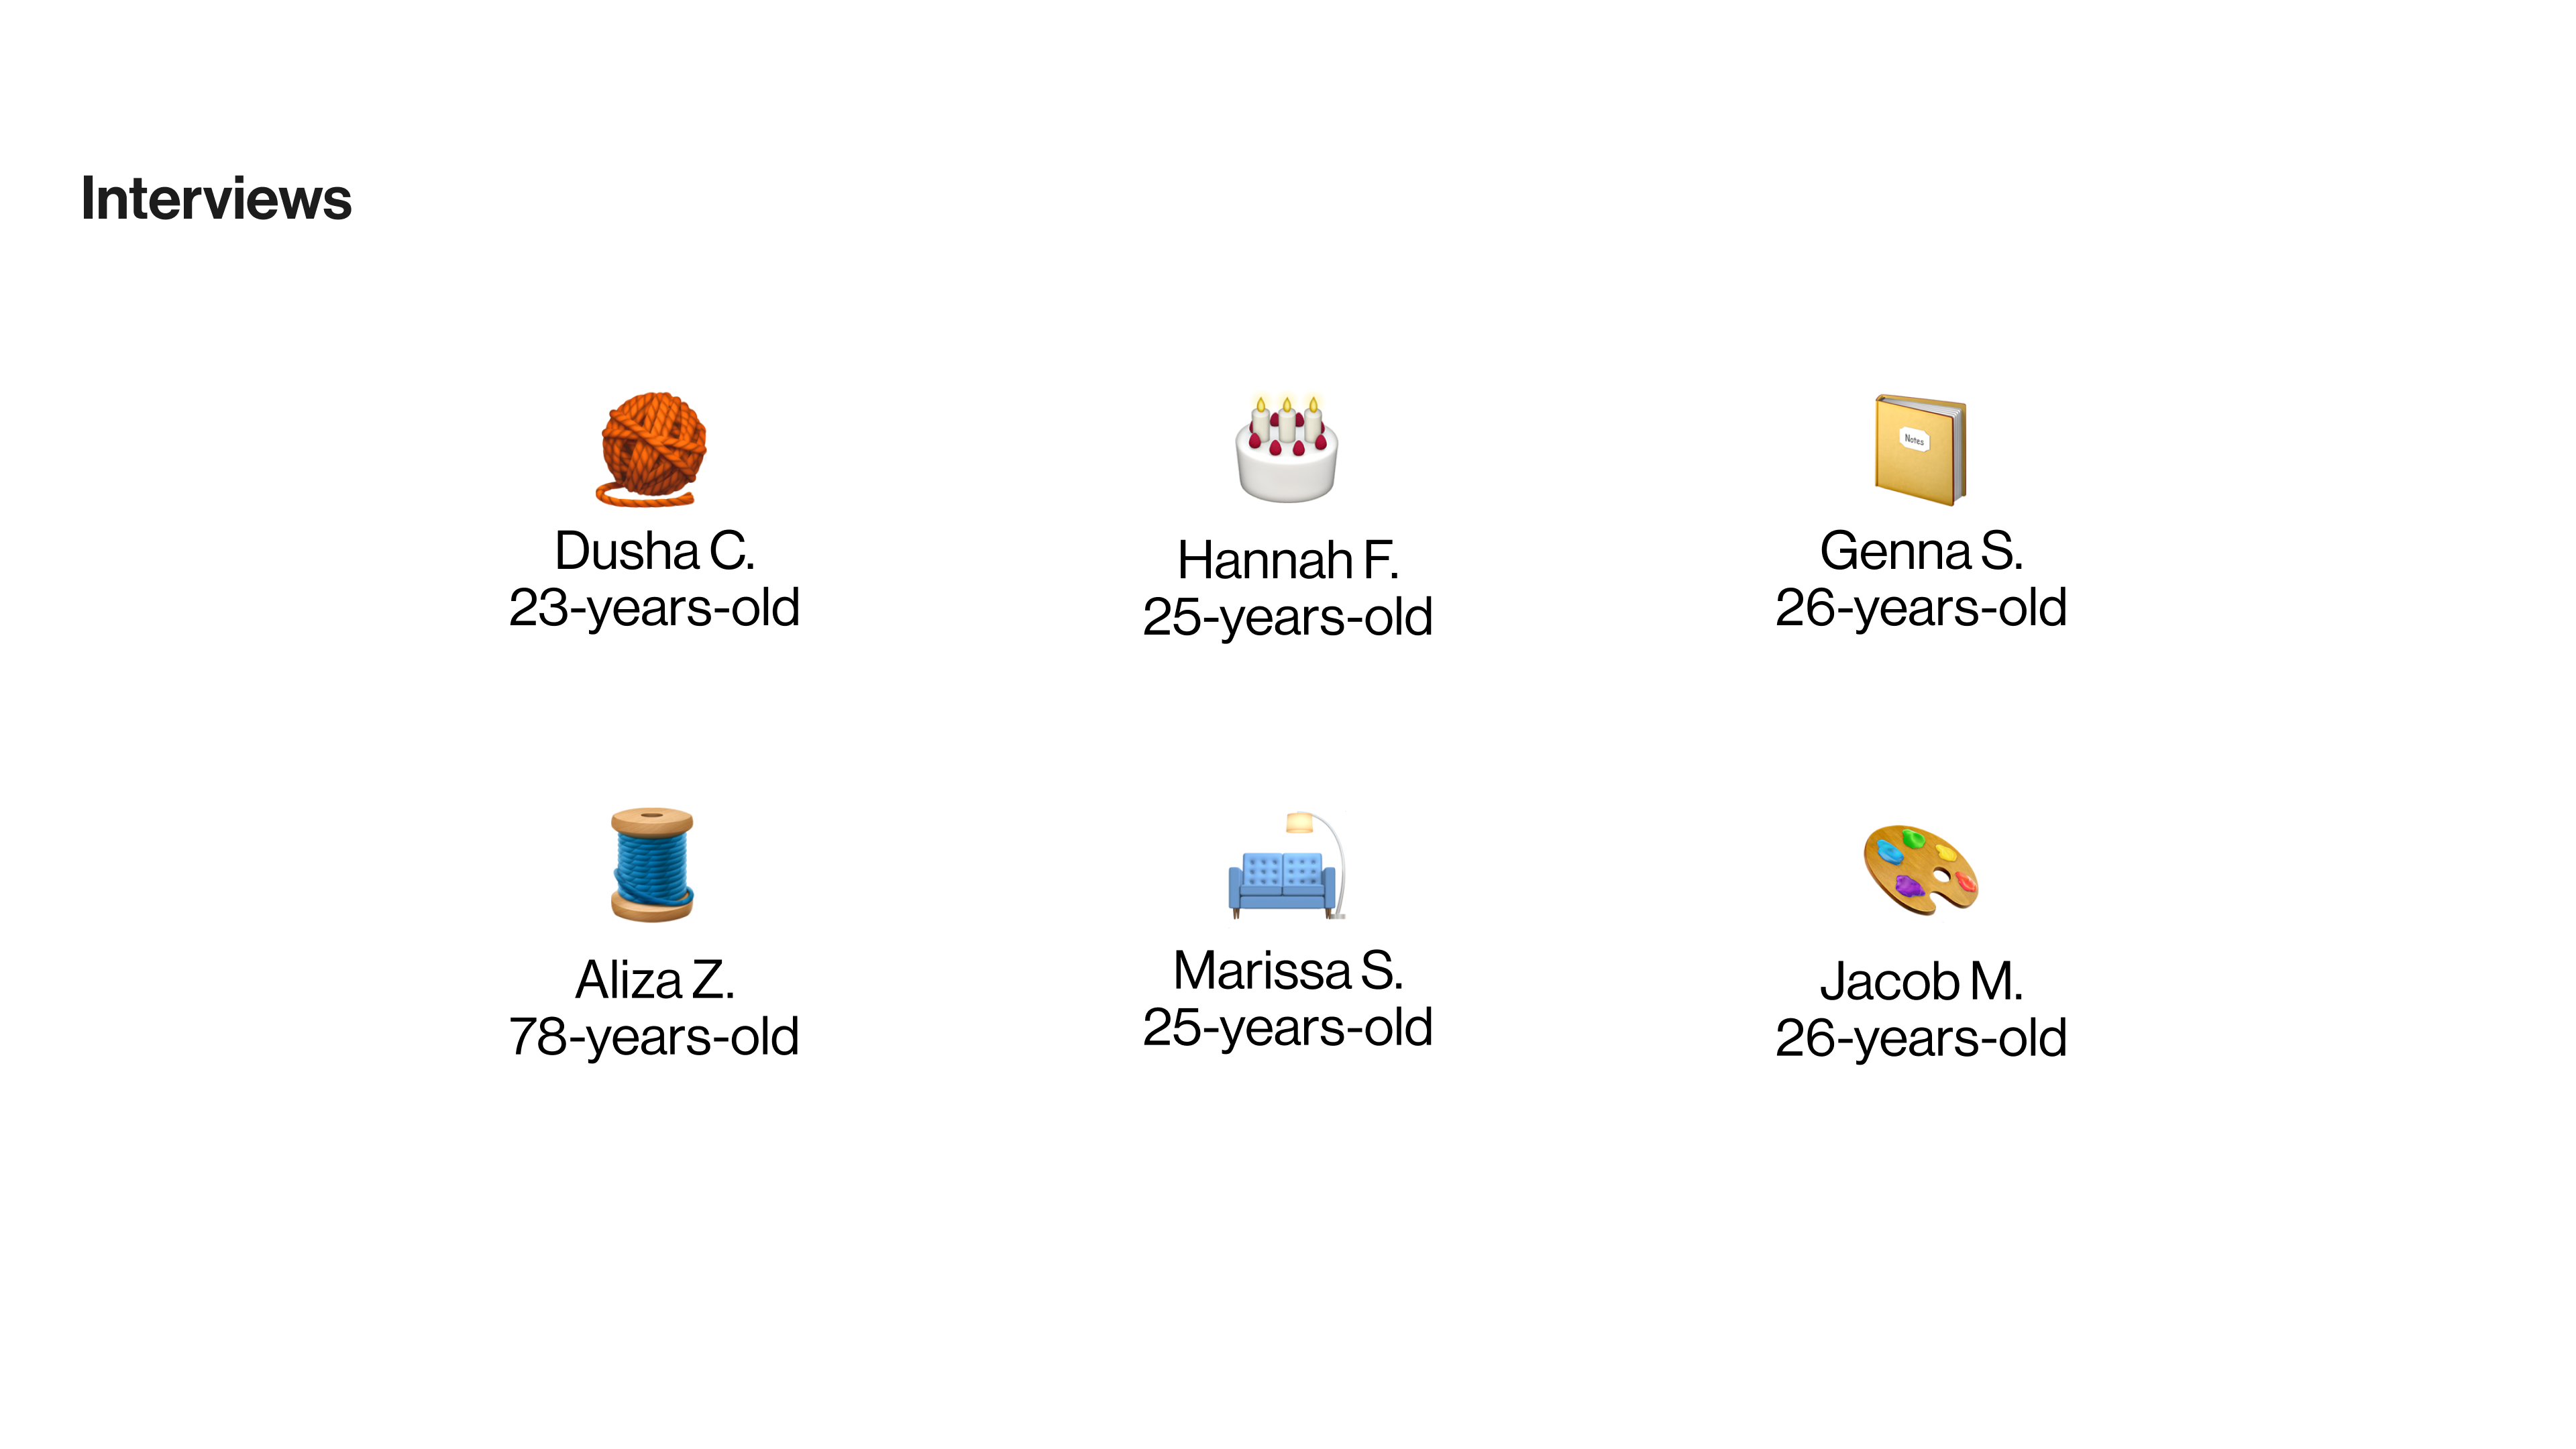 Interviews
Notes
Dusha C.
23-years-old
Hannah F.
25-years-old
Genna S.
26-years-old
Aliza Z.
78-years-old
Marissa S.
25-years-old
Jacob M.
26-years-old